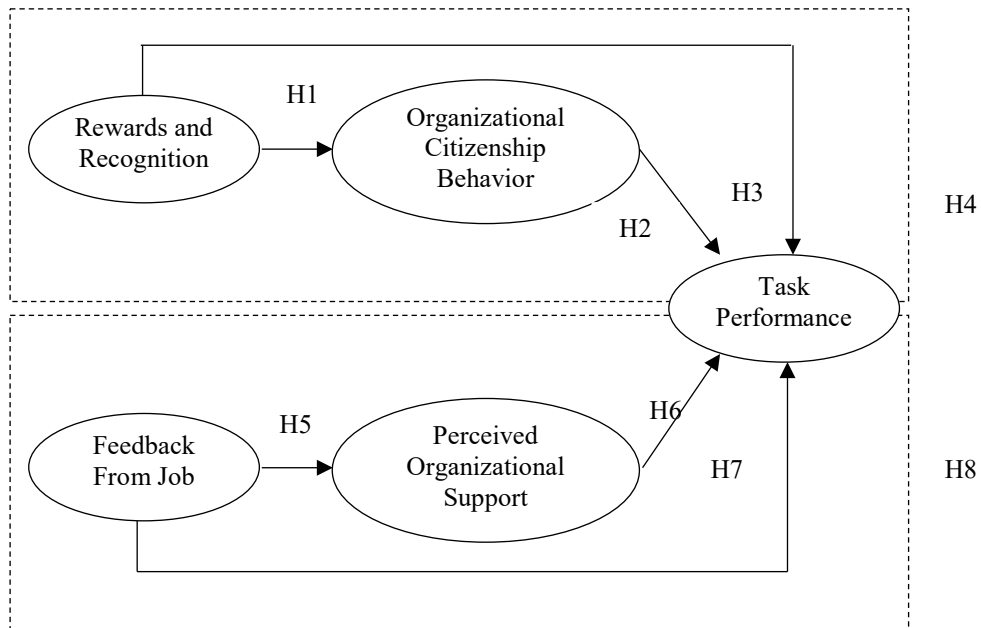 H1
Rewards and
Recognition
Organizational
Citizenship
Behavior
H3
H2
H4
Task
Performance
H5
H6
Feedback
From Job
Perceived
Organizational
Support
H7
H8